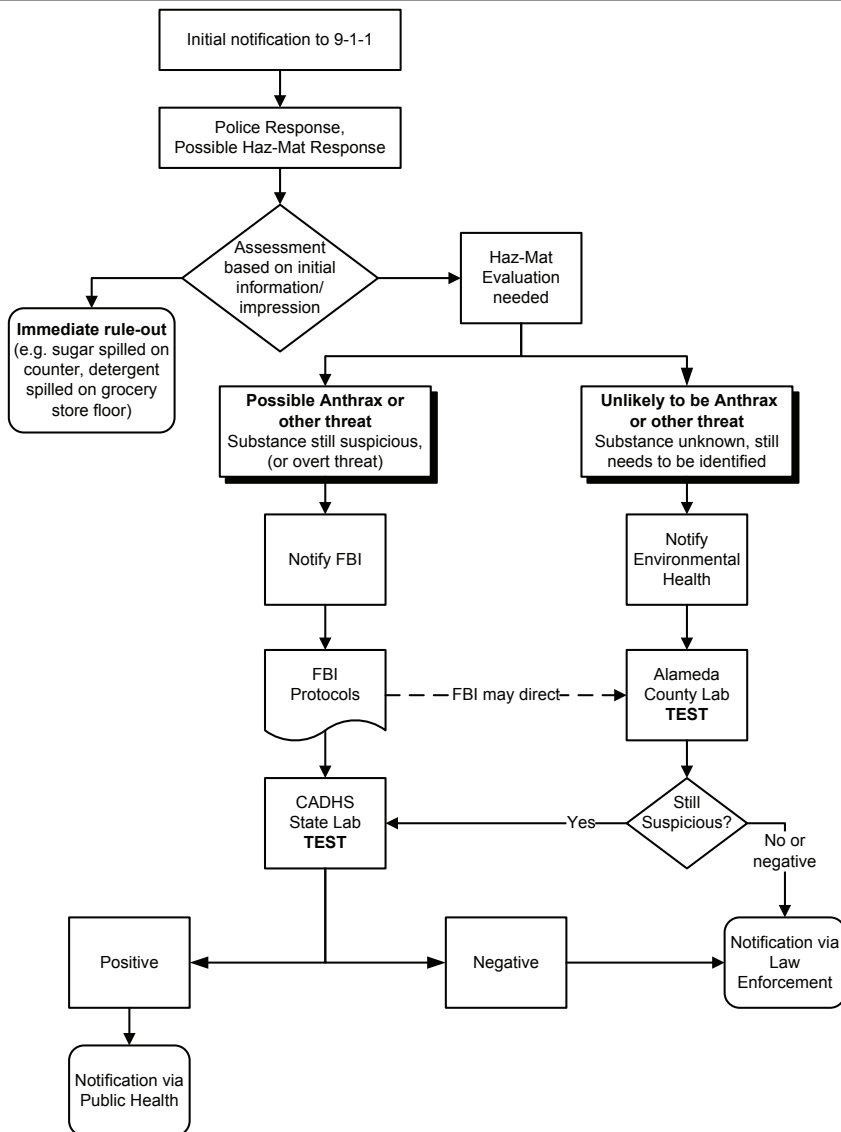 Initial notification to 9-1-1
Police Response,
Possible Haz-Mat Response
Assessment
based on initial
information/
impression
Haz-Mat
Evaluation
needed
Immediate rule-out
(e.g. sugar spilled on
counter, detergent
spilled on grocery
store floor)
Possible Anthrax or
other threat
Substance still suspicious,
(or overt threat)
Unlikely to be Anthrax
or other threat
Substance unknown, still
needs to be identified
Notify FBI
Notify
Environmental
Health
FBI
Protocols
FBI may direct
Alameda
County Lab
TEST
CADHS
State Lab
TEST
Yes
Still
Suspicious?
No or
negative
Positive
Negative
Notification via
Law
Enforcement
Notification via
Public Health